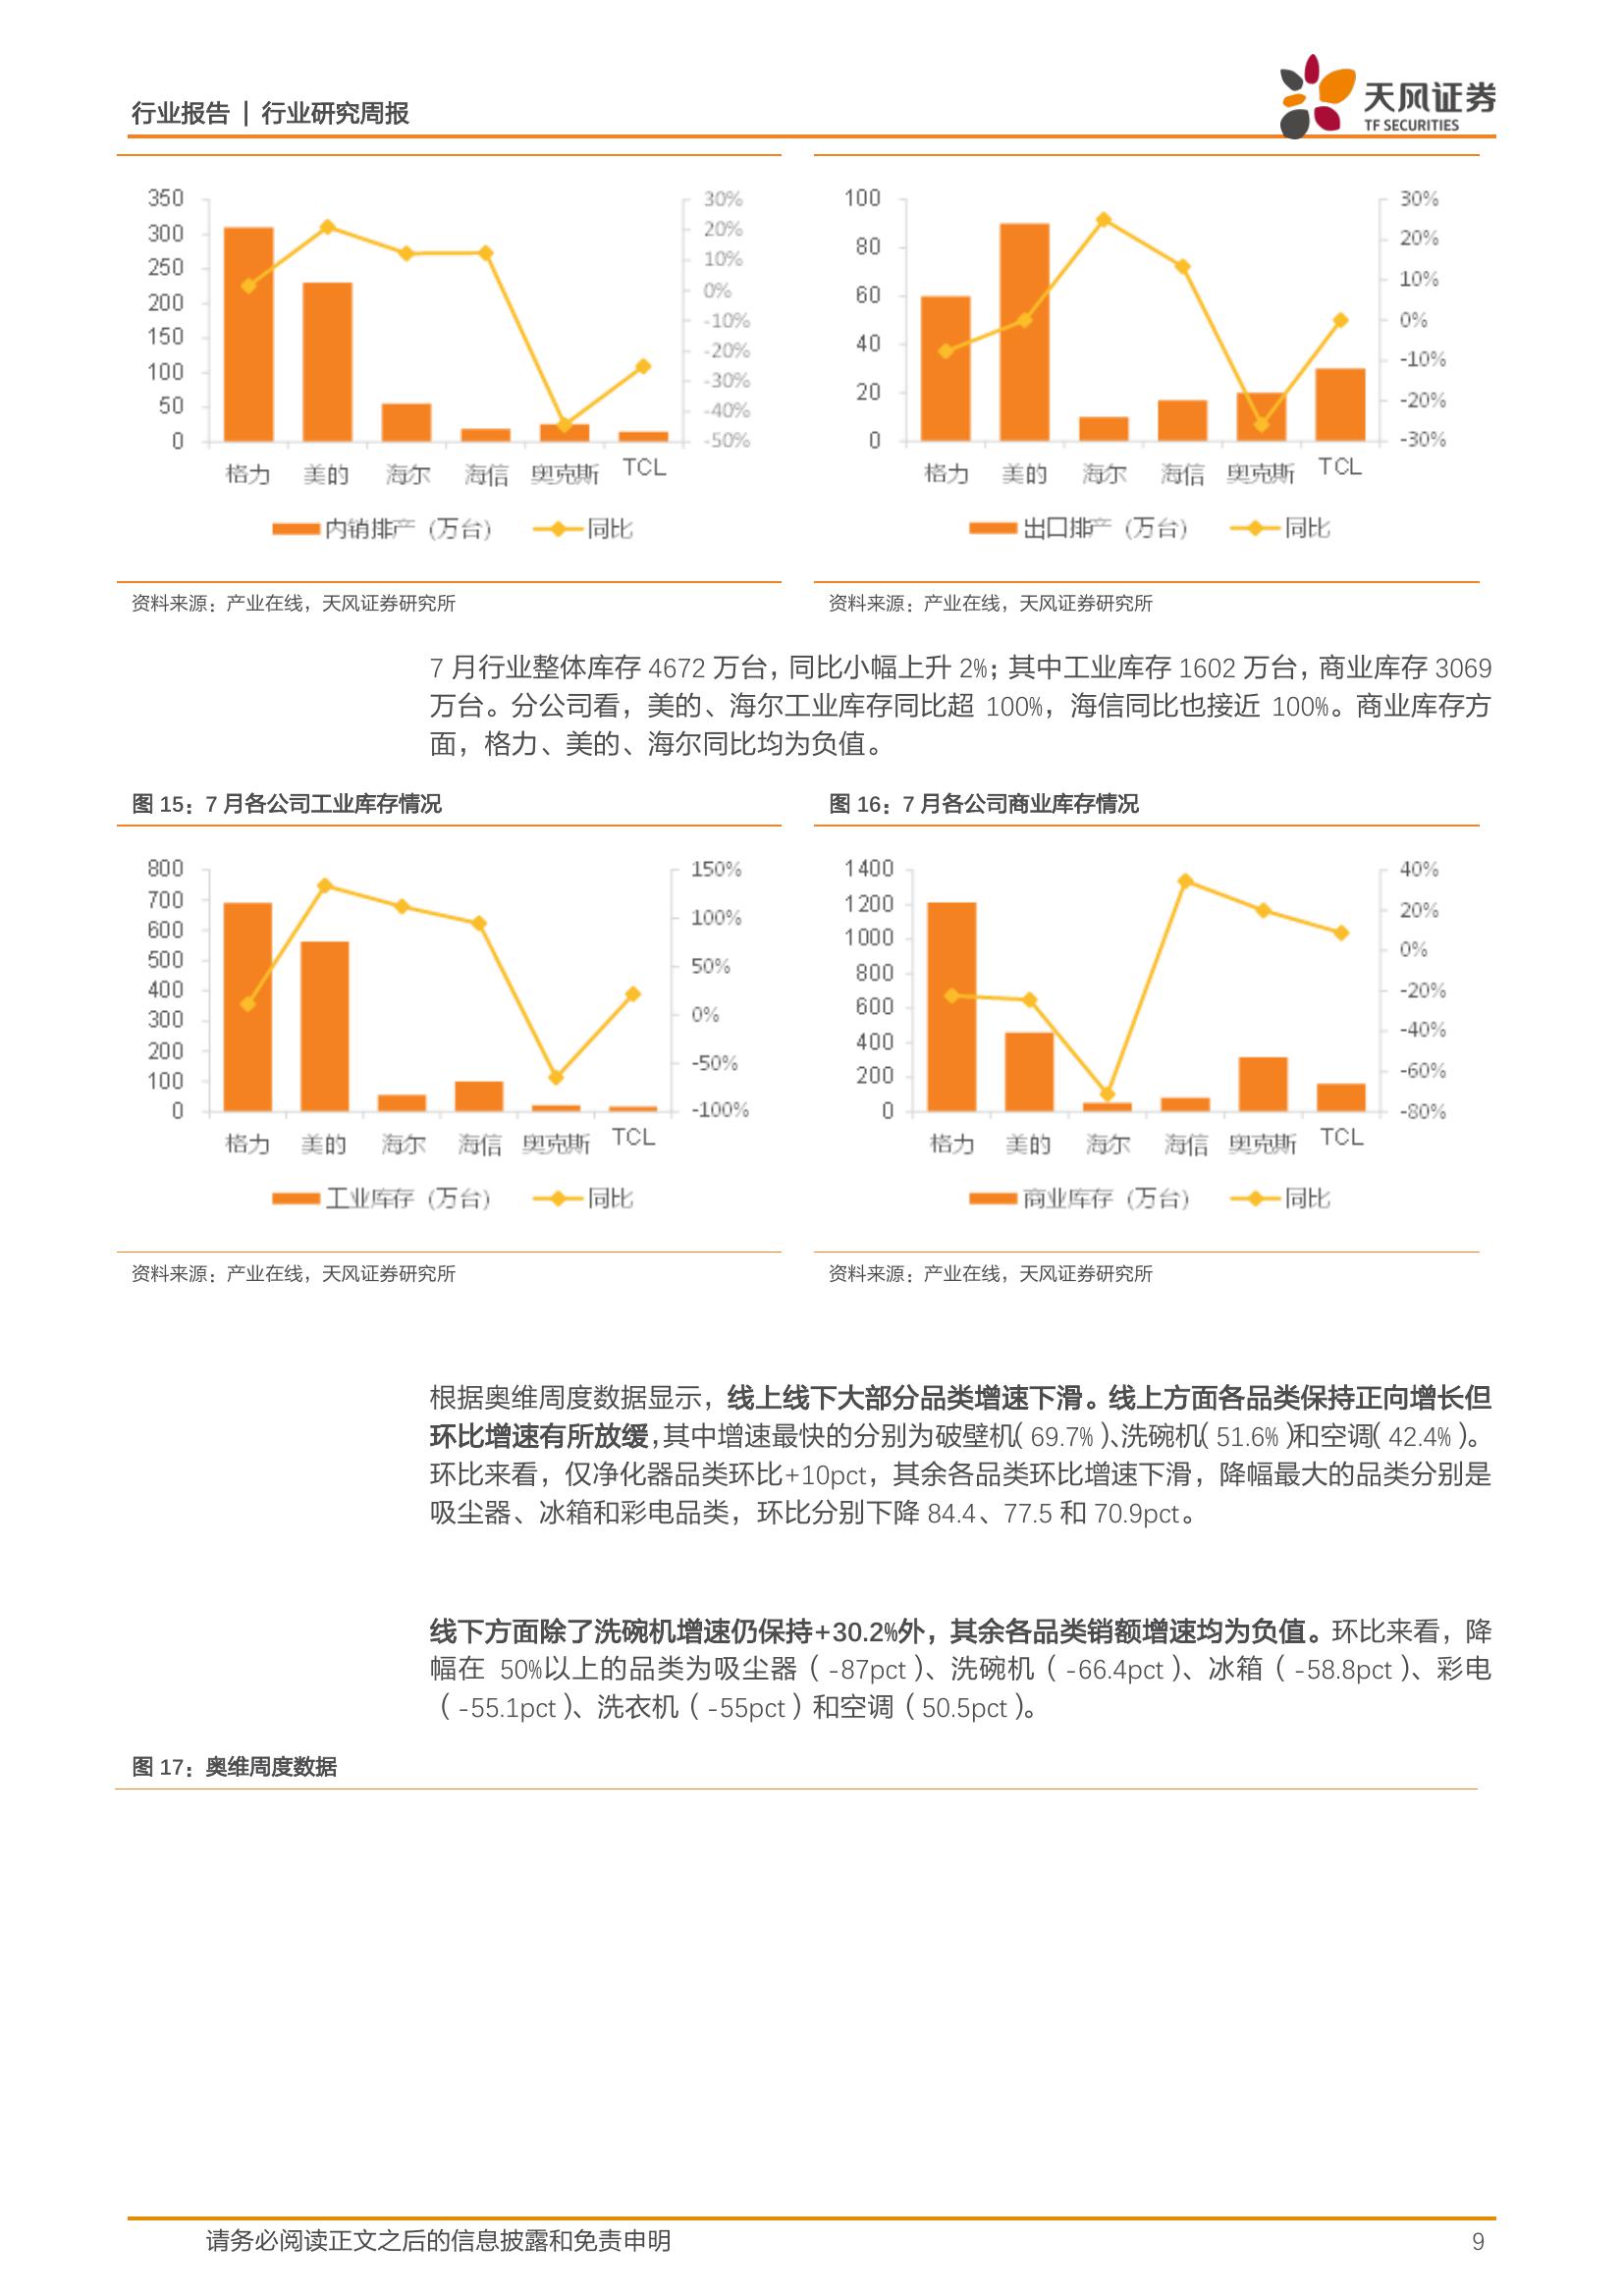 行业报告 | 行业研究周报
天风证券
TF SECURITIES
350
300
250
200
150
100
50
0
30%
20%
10%
0%
-10%
-20%
-30%
-40%
-50%
格力 美的 海尔 海信 奥克斯 TCL
内销排产（万台） 同比
100
80
60
40
20
0
30%
20%
10%
0%
-10%
-20%
-30%
格力 美的 海尔 海信 奥克斯 TCL
出口排产（万台） 同比
资料来源：产业在线，天风证券研究所
资料来源：产业在线，天风证券研究所
7 月行业整体库存 4672 万台，同比小幅上升 2%；其中工业库存 1602 万台，商业库存 3069
万台。分公司看，美的、海尔工业库存同比超 100%，海信同比也接近 100%。商业库存方
面，格力、美的、海尔同比均为负值。
图 15：7 月各公司工业库存情况
图 16：7 月各公司商业库存情况
800
700
600
500
400
300
200
100
0
150%
100%
50%
0%
-50%
-100%
格力 美的 海尔 海信 奥克斯 TCL
工业库存（万台） 同比
1400
1200
1000
800
600
400
200
0
40%
20%
0%
-20%
-40%
-60%
-80%
格力 美的 海尔 海信 奥克斯 TCL
商业库存（万台） 同比
资料来源：产业在线，天风证券研究所
资料来源：产业在线，天风证券研究所
根据奥维周度数据显示，线上线下大部分品类增速下滑。线上方面各品类保持正向增长但
环比增速有所放缓，其中增速最快的分别为破壁机（69.7%）、洗碗机（51.6%）和空调（42.4%）。
环比来看，仅净化器品类环比+10pct，其余各品类环比增速下滑，降幅最大的品类分别是
吸尘器、冰箱和彩电品类，环比分别下降 84.4、77.5 和 70.9pct。
线下方面除了洗碗机增速仍保持+30.2%外，其余各品类销额增速均为负值。环比来看，降
幅在 50%以上的品类为吸尘器（-87pct）、洗碗机（-66.4pct）、冰箱（-58.8pct）、彩电
（-55.1pct）、洗衣机（-55pct）和空调（50.5pct）。
图 17：奥维周度数据
请务必阅读正文之后的信息披露和免责申明
9